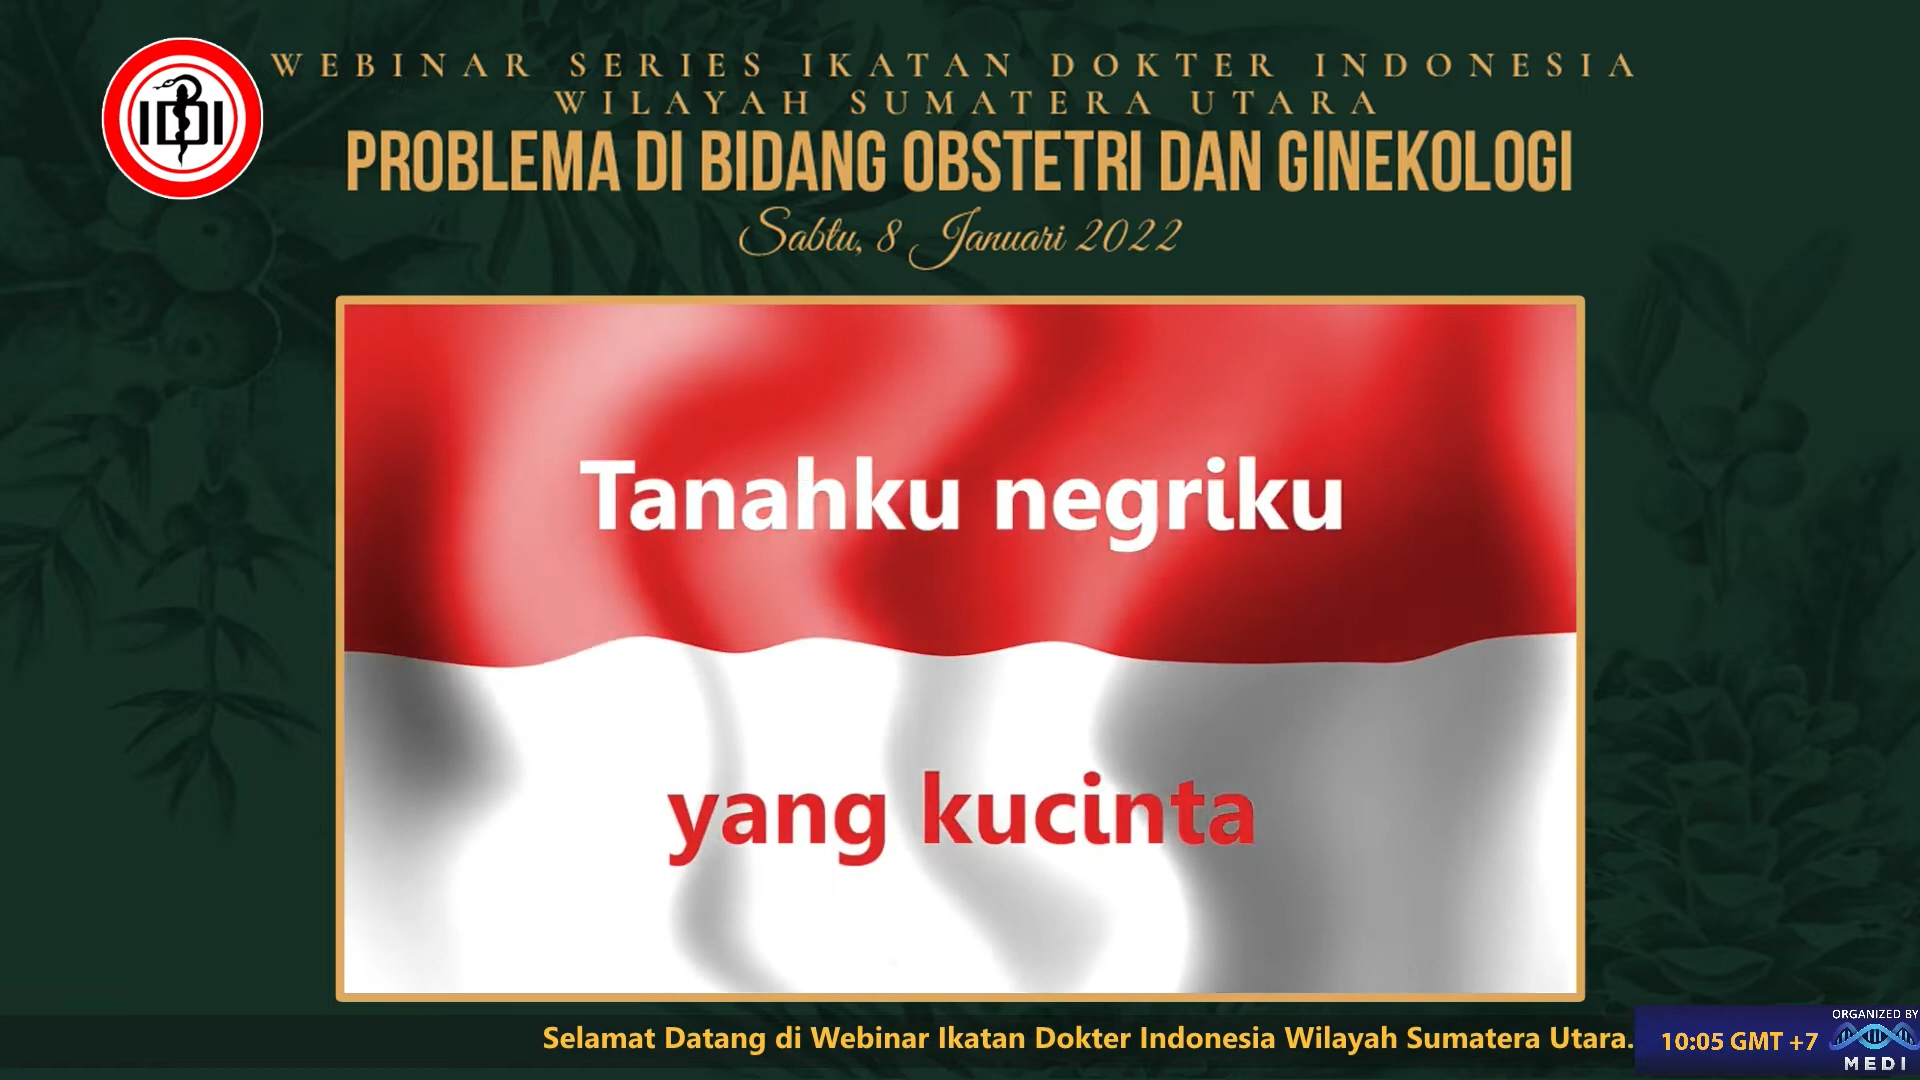 IDI
WEBINAR SERIES IKATAN DOKTER INDONESIA
WILAYAH SUMATERA UTARA
PROBLEMA DI BIDANG OBSTETRI DAN GINEKOLOGI
Sabtu, 8 Januari 2022
Tanahku negriku
yang kucinta
Selamat Datang di Webinar Ikatan Dokter Indonesia Wilayah Sumatera Utara.
10:05 GMT +7
ORGANIZED BY
MEDI